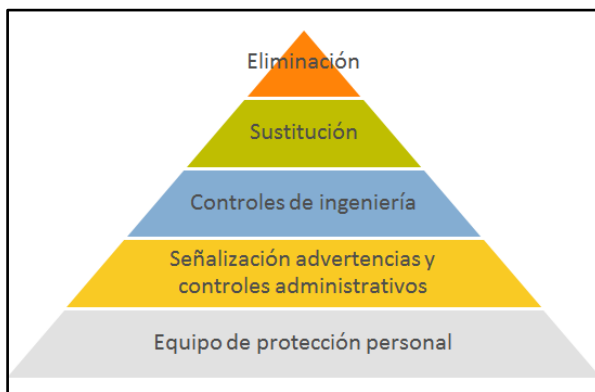 Eliminación
Sustitución
Controles de ingeniería
Señalización advertencias y
controles administrativos
Equipo de protección personal